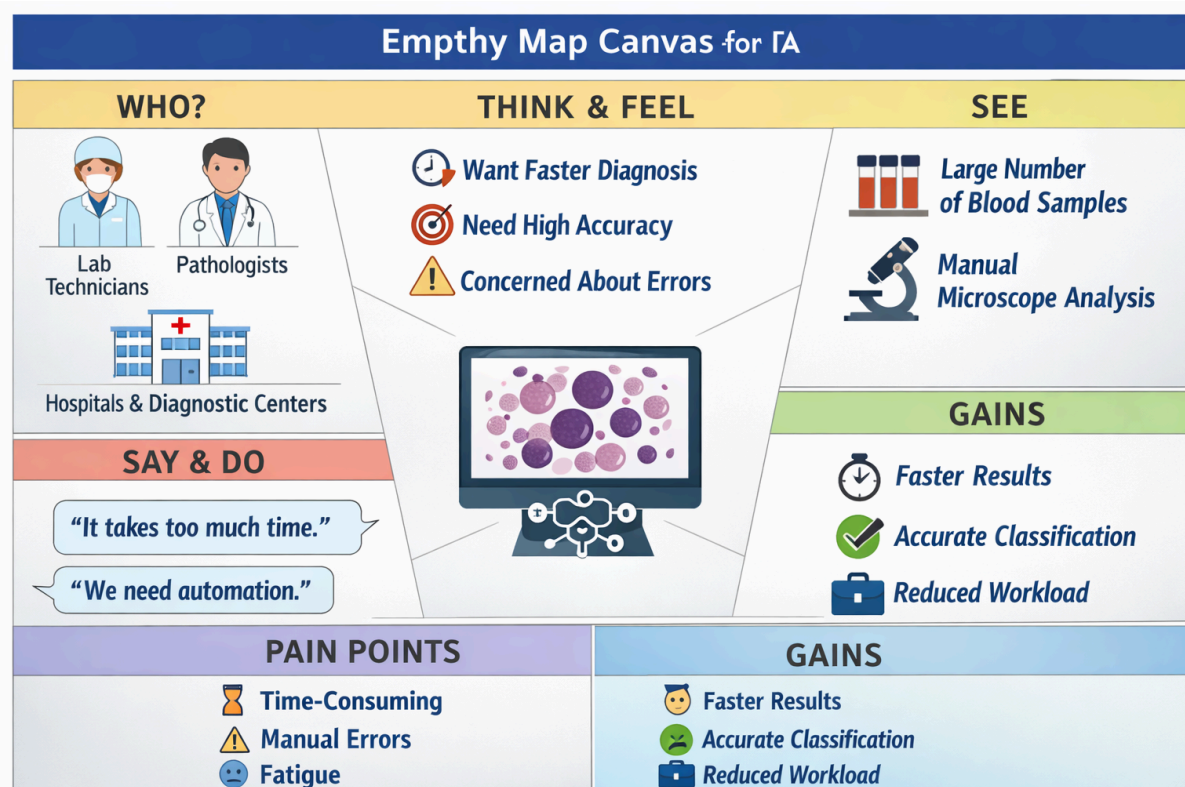 Empthy Map Canvas for ΓA
WHO?
Lab
Technicians
Pathologists
Hospitals & Diagnostic Centers
THINK & FEEL
Want Faster Diagnosis
Need High Accuracy
Concerned About Errors
SEE
Large Number
of Blood Samples
Manual
Microscope Analysis
SAY & DO
“It takes too much time.”
“We need automation.”
GAINS
Faster Results
Accurate Classification
Reduced Workload
PAIN POINTS
Time-Consuming
Manual Errors
Fatigue
GAINS
Faster Results
Accurate Classification
Reduced Workload